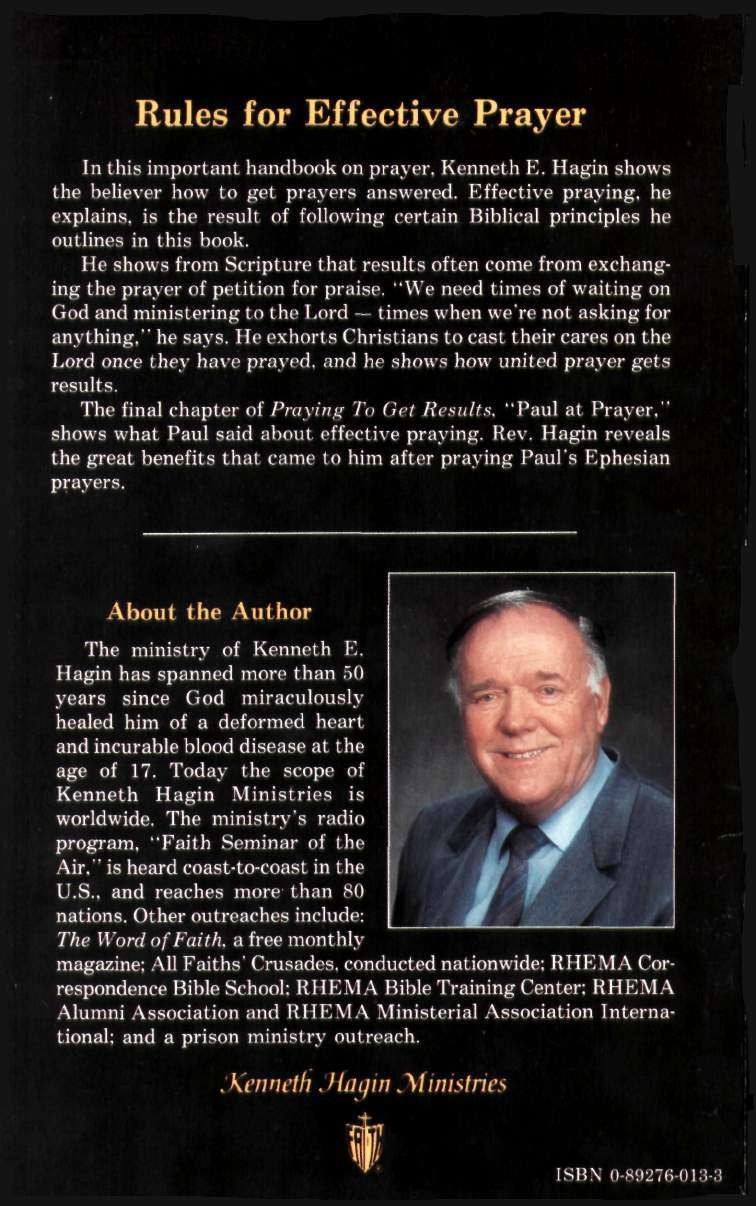 Rules for Effective Prayer
In this important handbook on prayer, Kenneth E. Hagin shows
the believer how to get prayers answered. Effective praying, he
explains, is the result of following certain Biblical principles he
outlines in this book.
He shows from Scripture that results often come from exchang-
ing the prayer of petition for praise. "We need times of waiting on
God and ministering to the Lord — times when we're not asking for
anything," he says. He exhorts Christians to cast their cares on the
Lord once they have prayed, and he shows how united prayer gets
results.
The final chapter of Praying To Get Results, "Paul at Prayer,"
shows what Paul said about effective praying. Rev. Hagin reveals
the great benefits that came to him after praying Paul's Ephesian
prayers.
About the Author
The ministry of Kenneth E.
Hagin has spanned more than 50
years since God miraculously
healed him of a deformed heart
and incurable blood disease at the
age of 17. Today the scope of
Kenneth Hagin Ministries is
worldwide. The ministry's radio
program, "Faith Seminar of the
Air," is heard coast-to-coast in the
U.S., and reaches more than 80
nations. Other outreaches include:
The Word of Faith, a free monthly
magazine; All Faiths' Crusades, conducted nationwide; RHEMA Cor-
respondence Bible School; RHEMA Bible Training Center; RHEMA
Alumni Association and RHEMA Ministerial Association Interna-
tional; and a prison ministry outreach.
Kenneth Hagin Ministries
FAITH
ISBN 0-89276-013-3